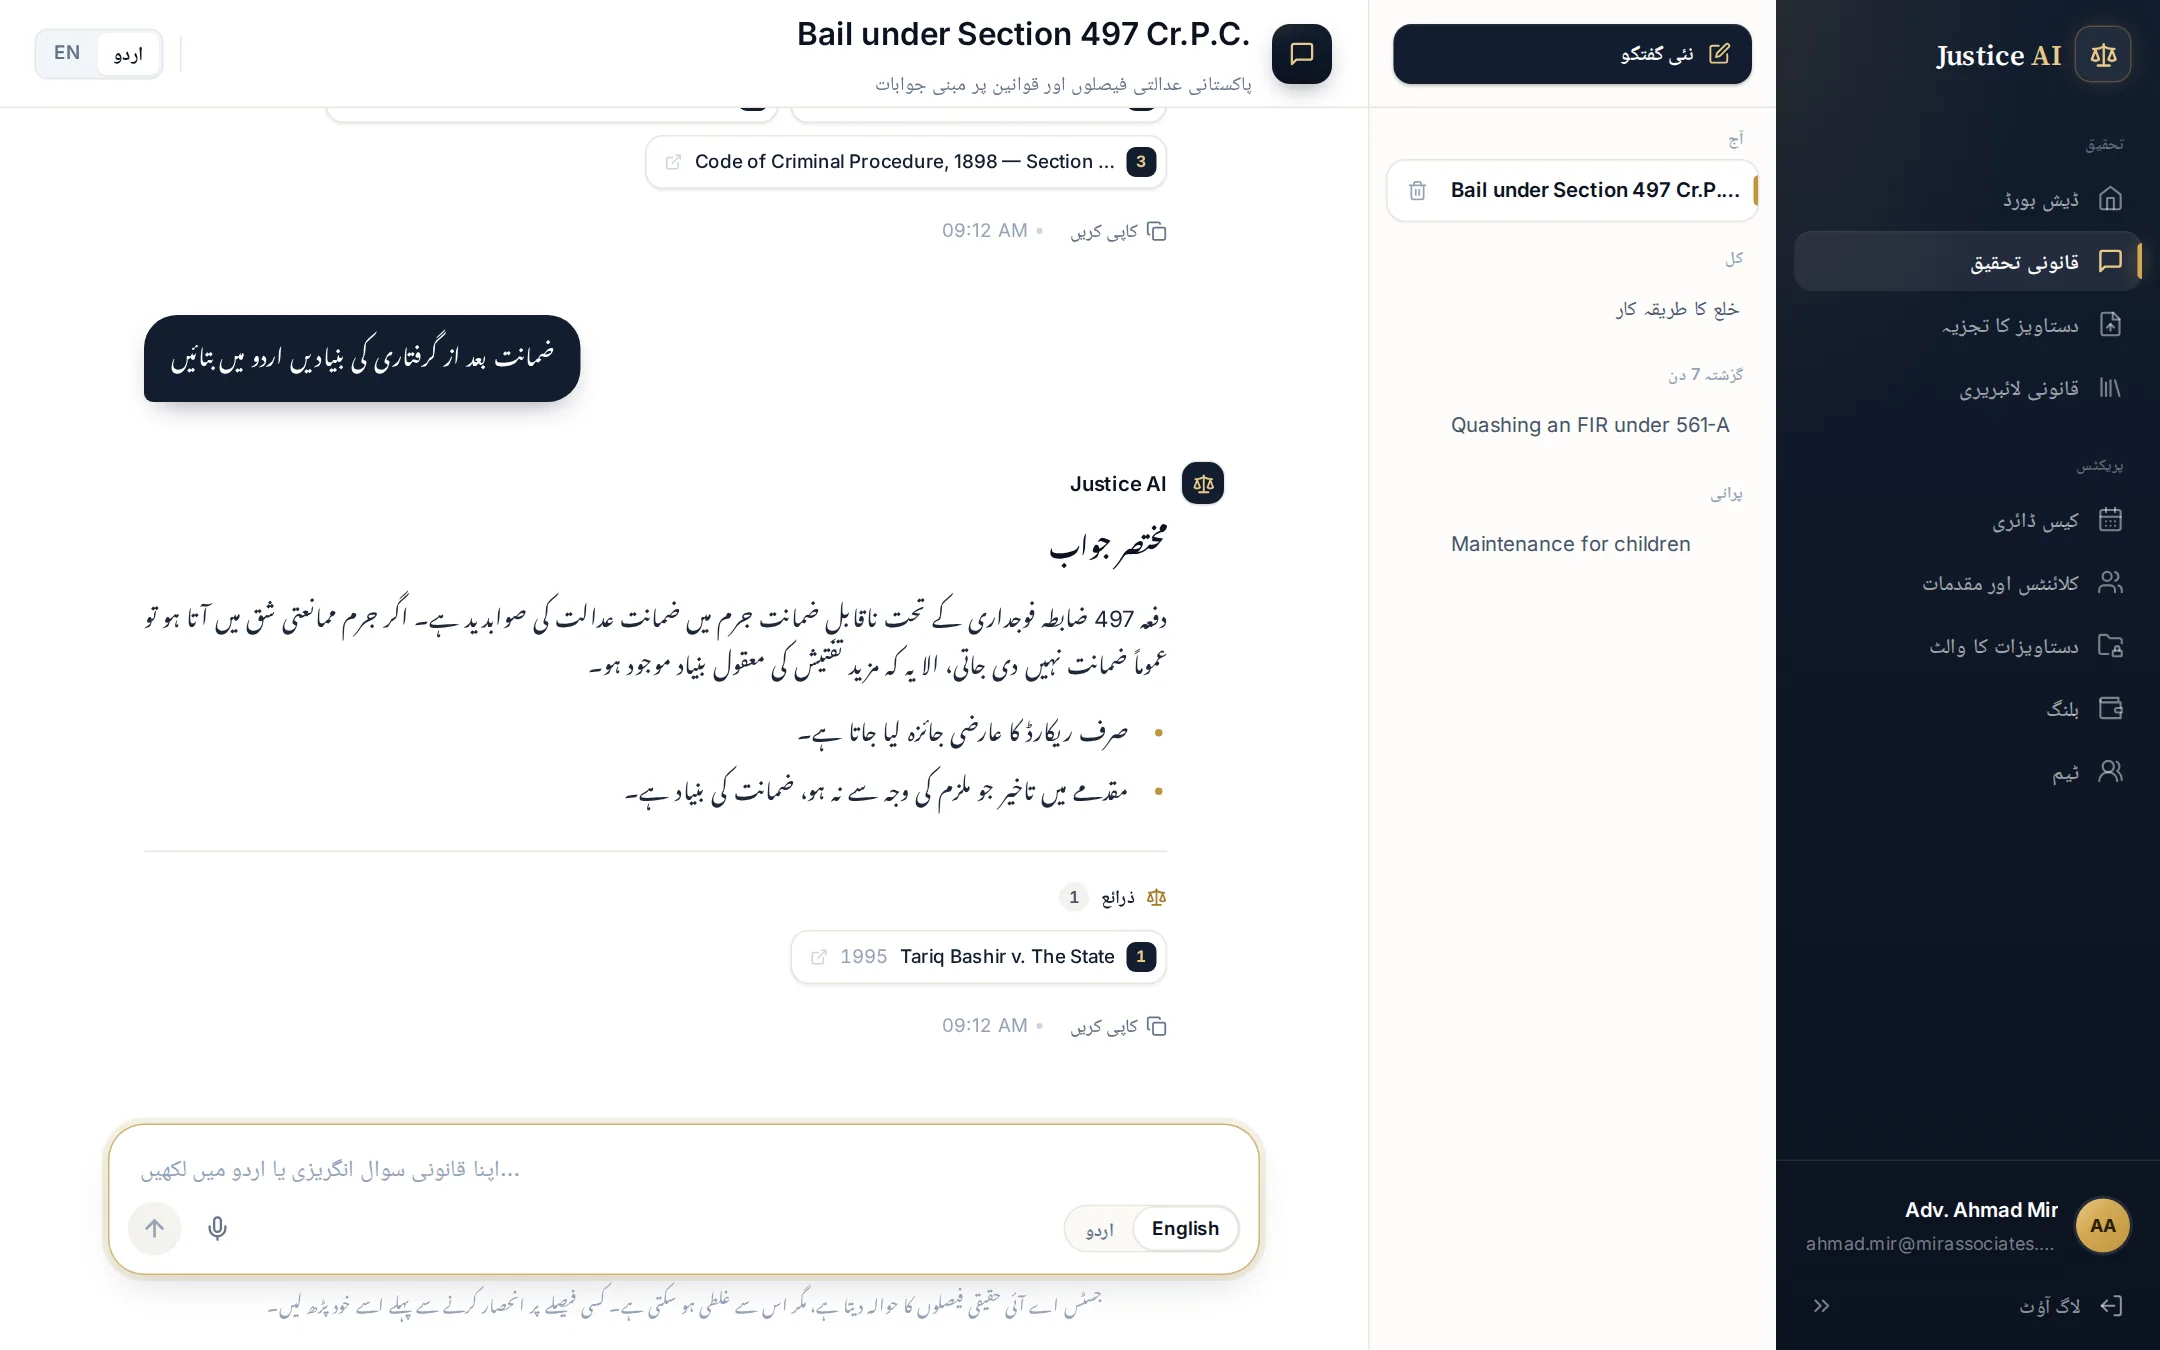 Justice AI
تحقیق
ڈیش بورڈ
قانونی تحقیق
دستاویز کا تجزیہ
قانونی لائبریری
پریکٹس
کیس ڈائری
کلائنٹس اور مقدمات
دستاویزات کا والٹ
بلنگ
ٹیم
AA
Adv. Ahmad Mir
ahmad.mir@mirassociates....
لاگ آؤٹ
نئی گفتگو
آج
Bail under Section 497 Cr.P....
کل
خلع کا طریقہ کار
گزشتہ 7 دن
Quashing an FIR under 561-A
پرانی
Maintenance for children
Bail under Section 497 Cr.P.C.
پاکستانی عدالتی فیصلوں اور قوانین پر مبنی جوابات
اردو
EN
3 Code of Criminal Procedure, 1898 — Section ...
کاپی کریں • 09:12 AM
ضمانت بعد از گرفتاری کی بنیادیں اردو میں بتائیں
Justice AI
مختصر جواب
دفعہ 497 ضابطہ فوجداری کے تحت ناقابل ضمانت جرم میں ضمانت عدالت کی صوابدید ہے۔ اگر جرم ممانعتی شق میں آتا ہو تو
عموماً ضمانت نہیں دی جاتی، الا یہ کہ مزید تفتیش کی معقول بنیاد موجود ہو۔
• صرف ریکارڈ کا عارضی جائزہ لیا جاتا ہے۔
• مقدمے میں تاخیر جو ملزم کی وجہ سے نہ ہو، ضمانت کی بنیاد ہے۔
ذرائع 1
1 Tariq Bashir v. The State 1995
کاپی کریں • 09:12 AM
اپنا قانونی سوال انگریزی یا اردو میں لکھیں...
English
اردو
جسٹس اے آئی حقیقی فیصلوں کا حوالہ دیتا ہے، مگر اس سے غلطی ہو سکتی ہے۔ کسی فیصلے پر انحصار کرنے سے پہلے اسے خود پڑھ لیں۔